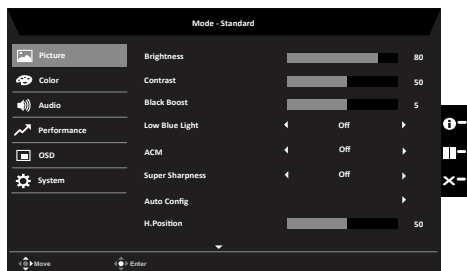 Mode - Standard
Picture
Color
Audio
Performance
OSD
System
Brightness 80
Contrast 50
Black Boost 5
Low Blue Light Off
ACM Off
Super Sharpness Off
Auto Config
H.Position 50
Move Enter